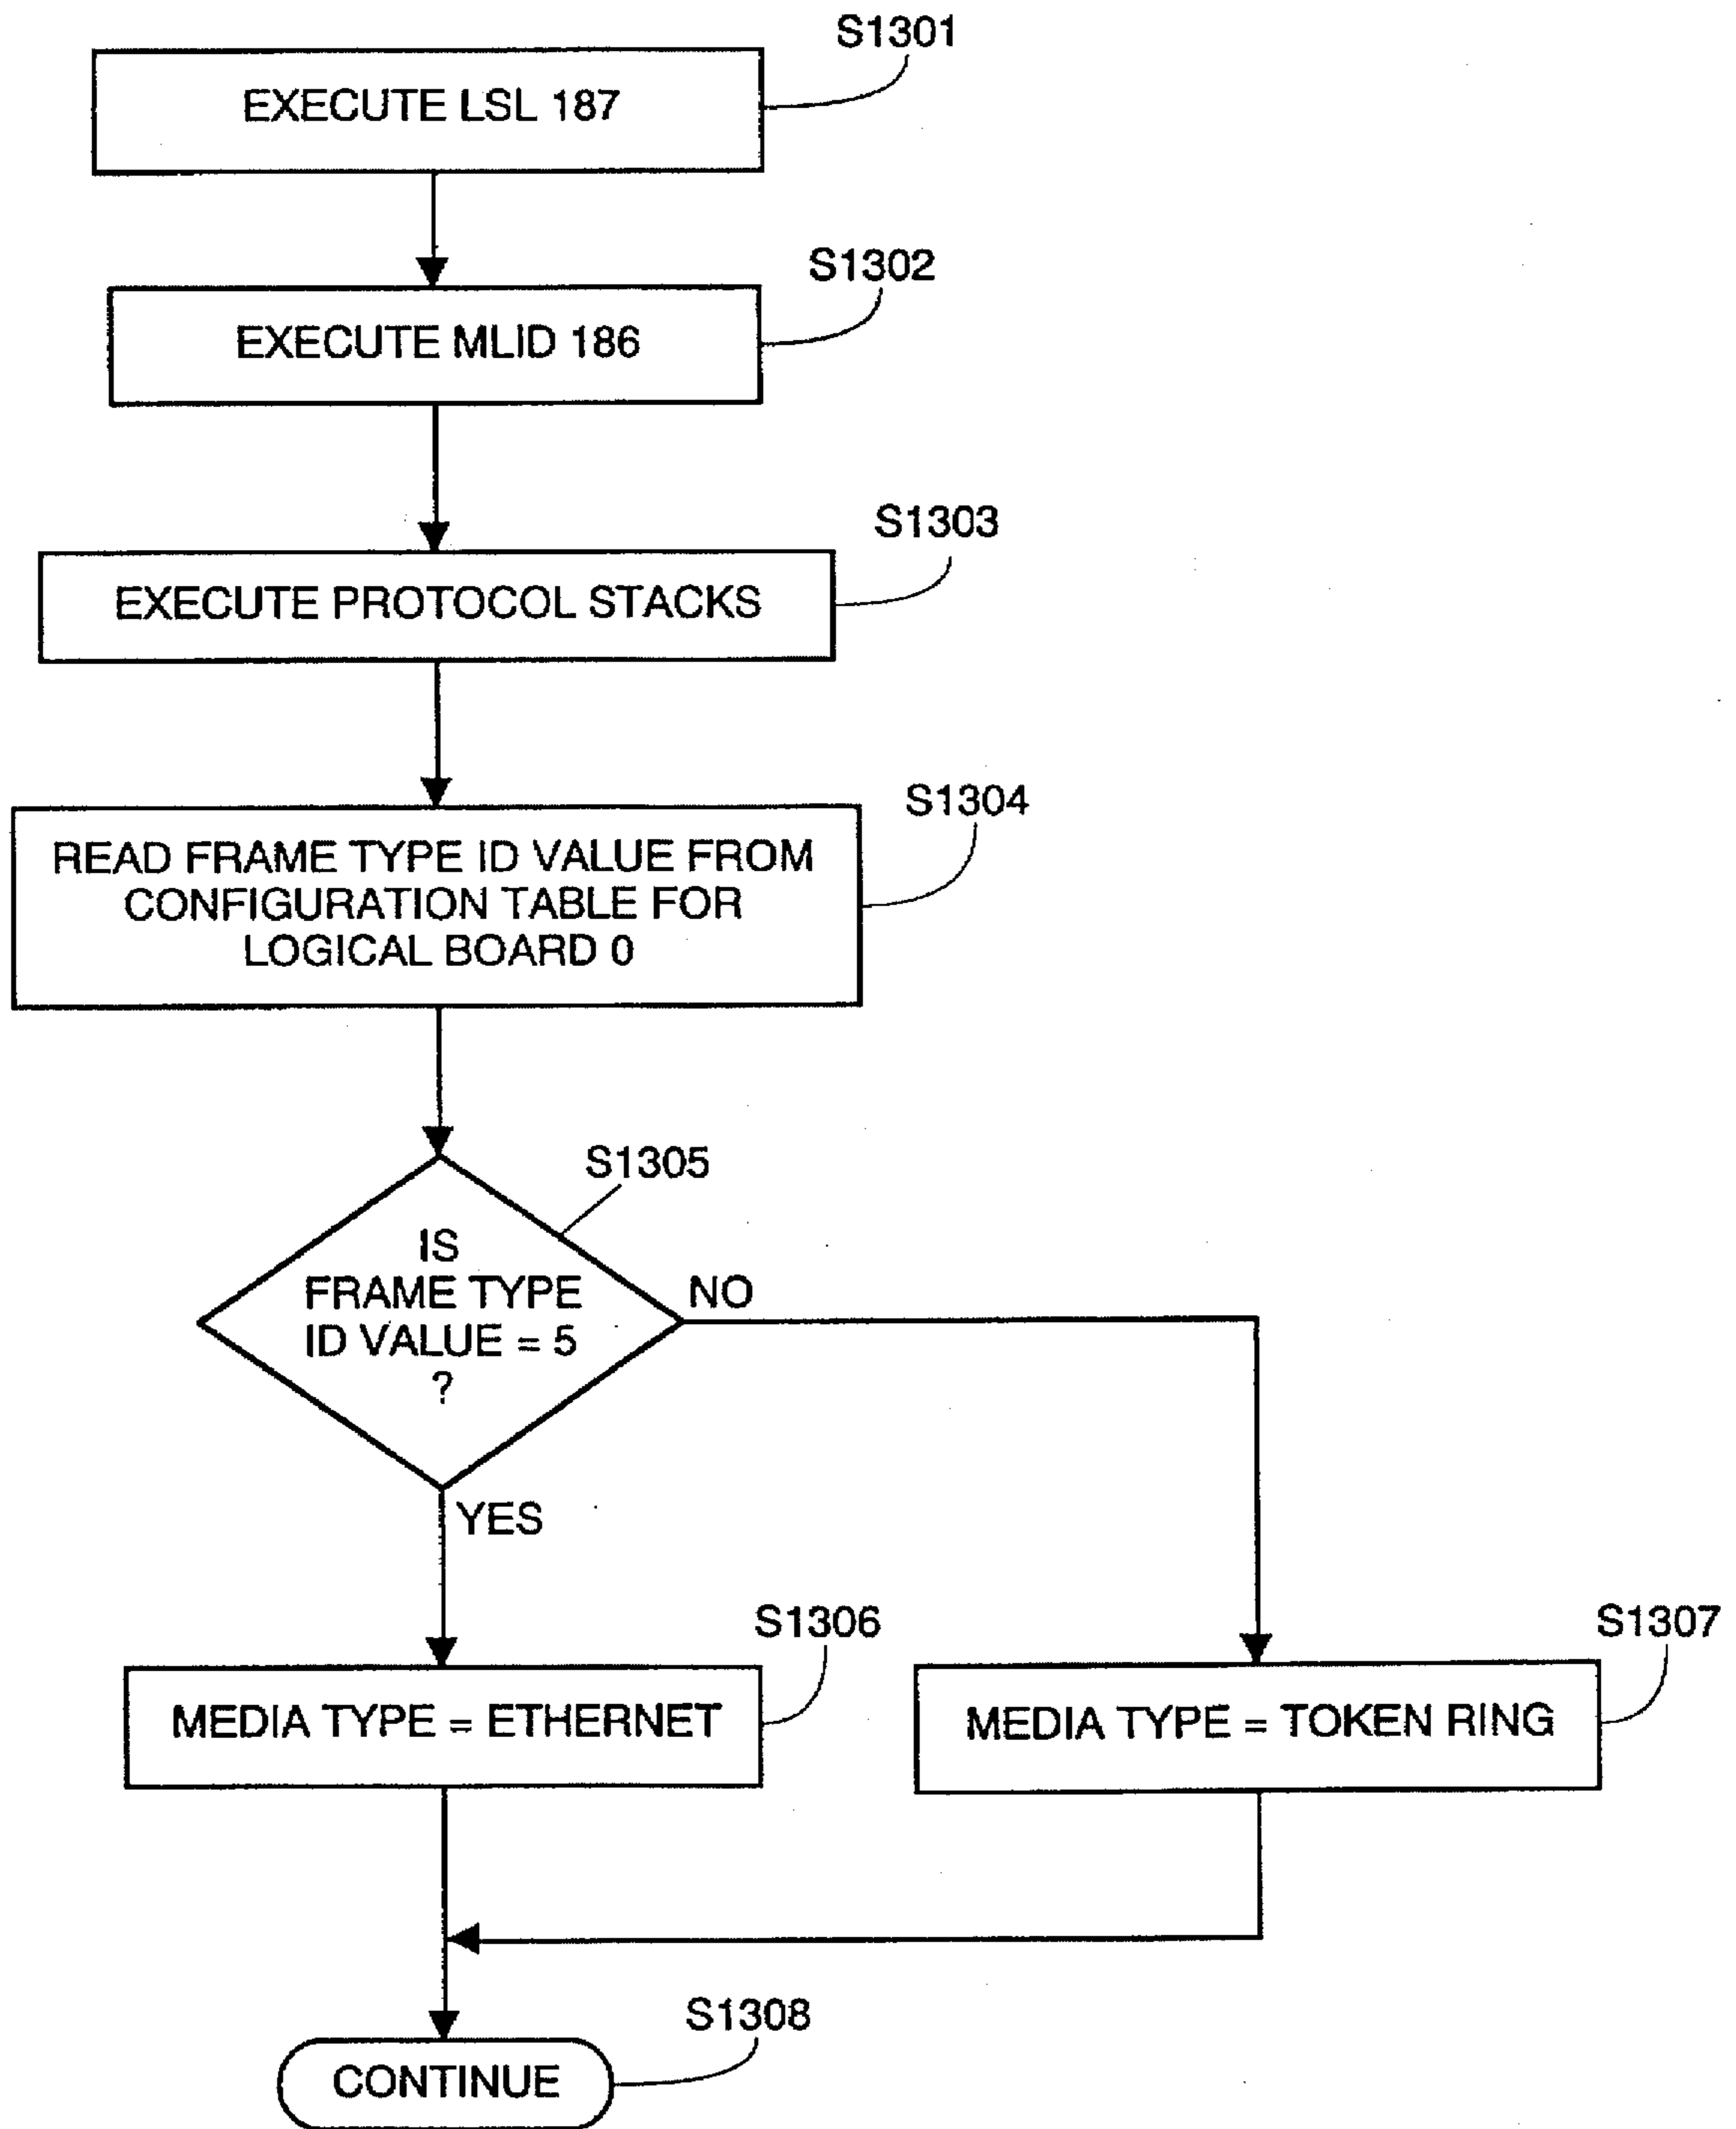 S1301
EXECUTE LSL 187
S1302
EXECUTE MLID 186
S1303
EXECUTE PROTOCOL STACKS
S1304
READ FRAME TYPE ID VALUE FROM
CONFIGURATION TABLE FOR
LOGICAL BOARD 0
S1305
IS
FRAME TYPE
ID VALUE = 5
?
NO
YES
S1306
MEDIA TYPE = ETHERNET
S1307
MEDIA TYPE = TOKEN RING
S1308
CONTINUE